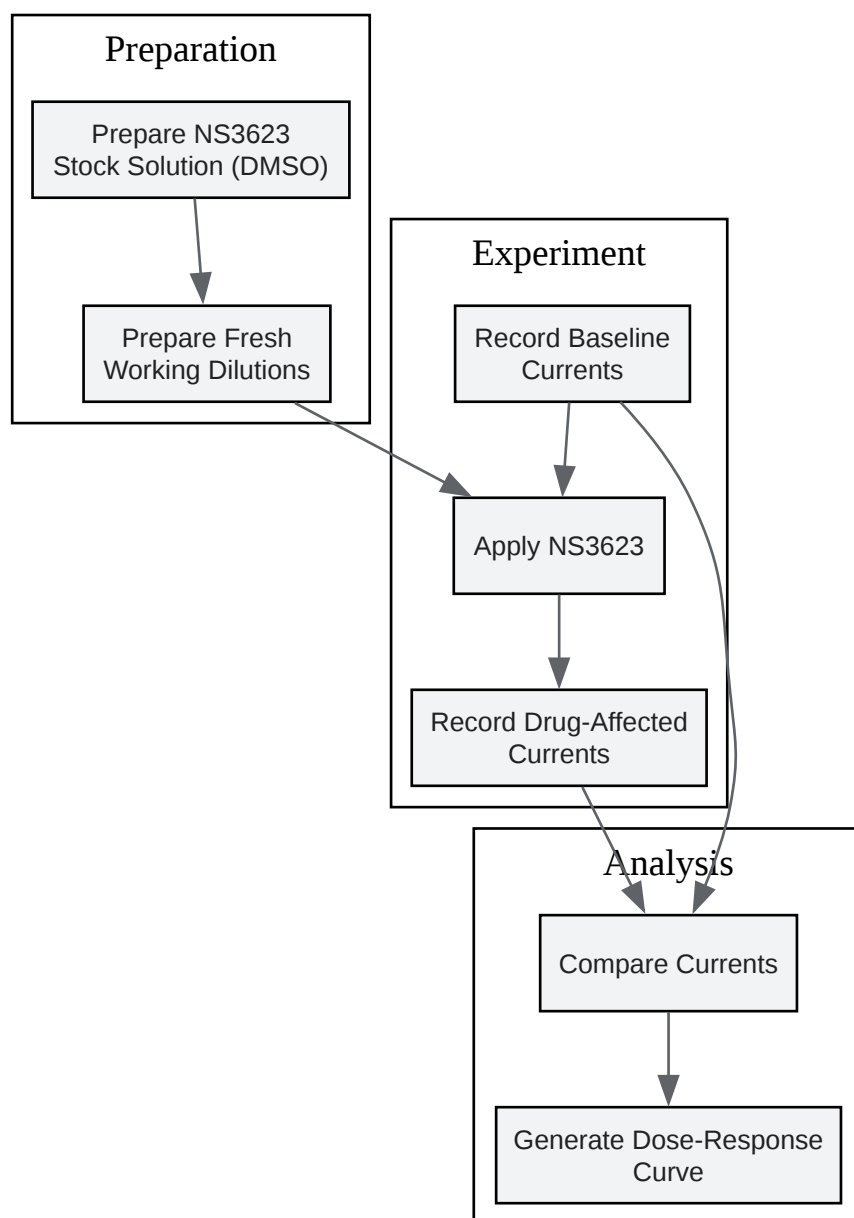 Preparation
Prepare NS3623
Stock Solution (DMSO)
Prepare Fresh
Working Dilutions
Experiment
Record Baseline
Currents
Apply NS3623
Record Drug-Affected
Currents
Analysis
Compare Currents
Generate Dose-Response
Curve